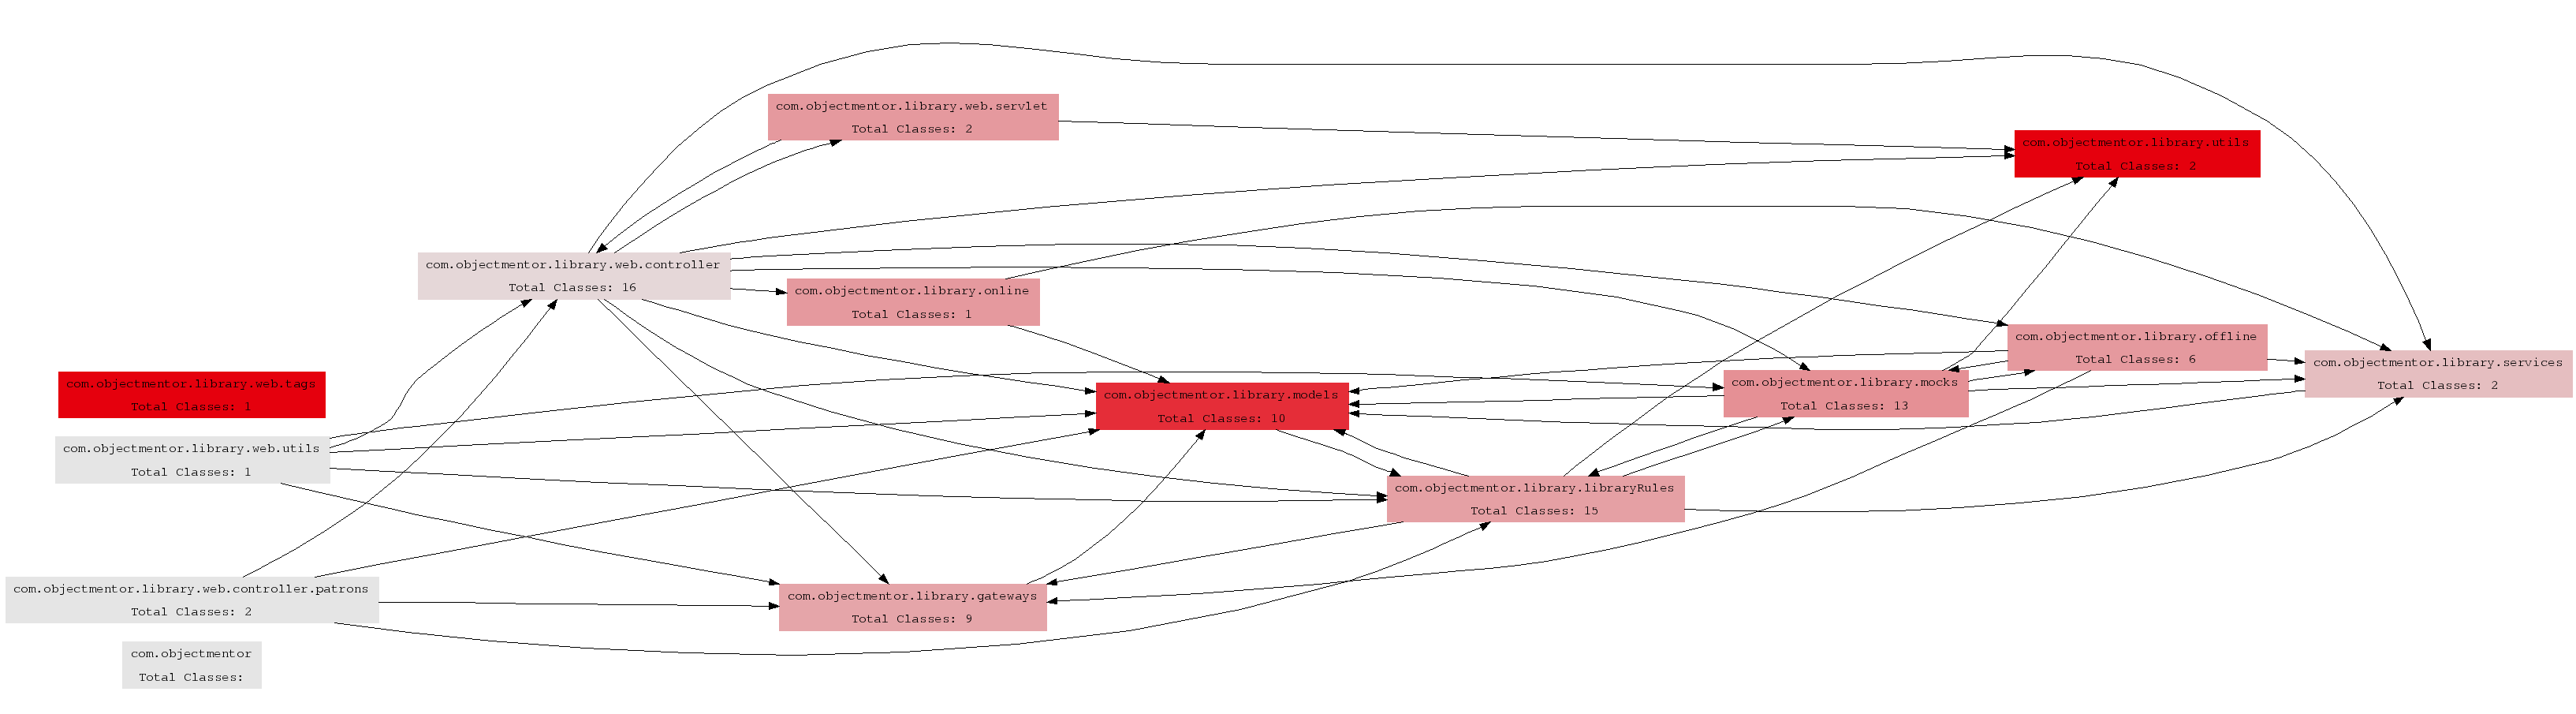 com.objectmentor.library.web.servlet
Total Classes: 2
com.objectmentor.library.utils
Total Classes: 2
com.objectmentor.library.web.controller
Total Classes: 16
com.objectmentor.library.online
Total Classes: 1
com.objectmentor.library.offline
Total Classes: 6
com.objectmentor.library.services
Total Classes: 2
com.objectmentor.library.web.tags
Total Classes: 1
com.objectmentor.library.mocks
Total Classes: 13
com.objectmentor.library.models
Total Classes: 10
com.objectmentor.library.web.utils
Total Classes: 1
com.objectmentor.library.libraryRules
Total Classes: 15
com.objectmentor.library.web.controller.patrons
Total Classes: 2
com.objectmentor.library.gateways
Total Classes: 9
com.objectmentor
Total Classes: